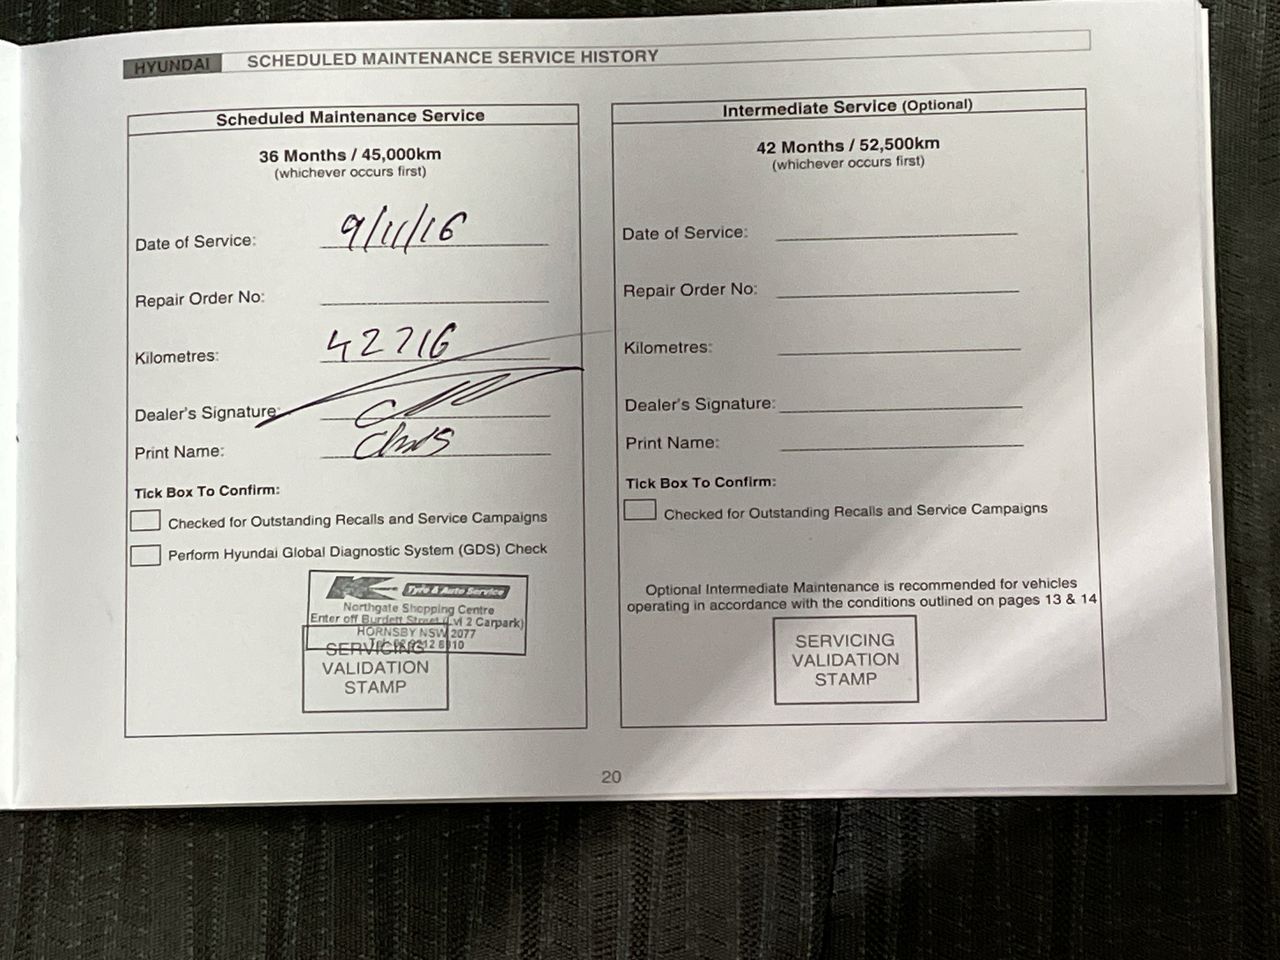 HYUNDAI SCHEDULED MAINTENANCE SERVICE HISTORY
Scheduled Maintenance Service
36 Months / 45,000km
(whichever occurs first)
Date of Service: 9/11/16
Repair Order No:
Kilometres: 42716
Dealer's Signature:
Print Name: Chris
Tick Box To Confirm:
Checked for Outstanding Recalls and Service Campaigns
Perform Hyundai Global Diagnostic System (GDS) Check
Tyre & Auto Service
Northgate Shopping Centre
Enter off Burdett Street (Lvl 2 Carpark)
HORNSBY NSW 2077
SERVICING
VALIDATION
STAMP
Intermediate Service (Optional)
42 Months / 52,500km
(whichever occurs first)
Date of Service:
Repair Order No:
Kilometres:
Dealer's Signature:
Print Name:
Tick Box To Confirm:
Checked for Outstanding Recalls and Service Campaigns
Optional Intermediate Maintenance is recommended for vehicles
operating in accordance with the conditions outlined on pages 13 & 14
SERVICING
VALIDATION
STAMP
20